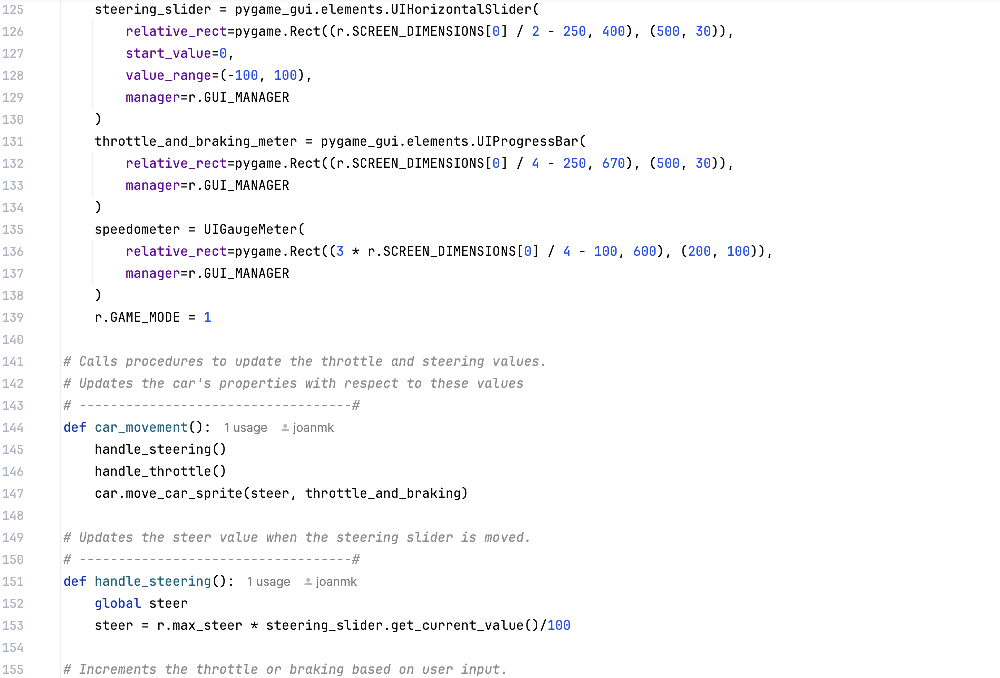 125 steering_slider = pygame_gui.elements.UIHorizontalSlider(
126 relative_rect=pygame.Rect((r.SCREEN_DIMENSIONS[0] / 2 - 250, 400), (500, 30)),
127 start_value=0,
128 value_range=(-100, 100),
129 manager=r.GUI_MANAGER
130 )
131 throttle_and_braking_meter = pygame_gui.elements.UIProgressBar(
132 relative_rect=pygame.Rect((r.SCREEN_DIMENSIONS[0] / 4 - 250, 670), (500, 30)),
133 manager=r.GUI_MANAGER
134 )
135 speedometer = UIGaugeMeter(
136 relative_rect=pygame.Rect((3 * r.SCREEN_DIMENSIONS[0] / 4 - 100, 600), (200, 100)),
137 manager=r.GUI_MANAGER
138 )
139 r.GAME_MODE = 1
140
141 # Calls procedures to update the throttle and steering values.
142 # Updates the car's properties with respect to these values
143 # -----------------------------------#
144 def car_movement(): 1 usage joanmk
145 handle_steering()
146 handle_throttle()
147 car.move_car_sprite(steer, throttle_and_braking)
148
149 # Updates the steer value when the steering slider is moved.
150 # -----------------------------------#
151 def handle_steering(): 1 usage joanmk
152 global steer
153 steer = r.max_steer * steering_slider.get_current_value()/100
154
155 # Increments the throttle or braking based on user input.